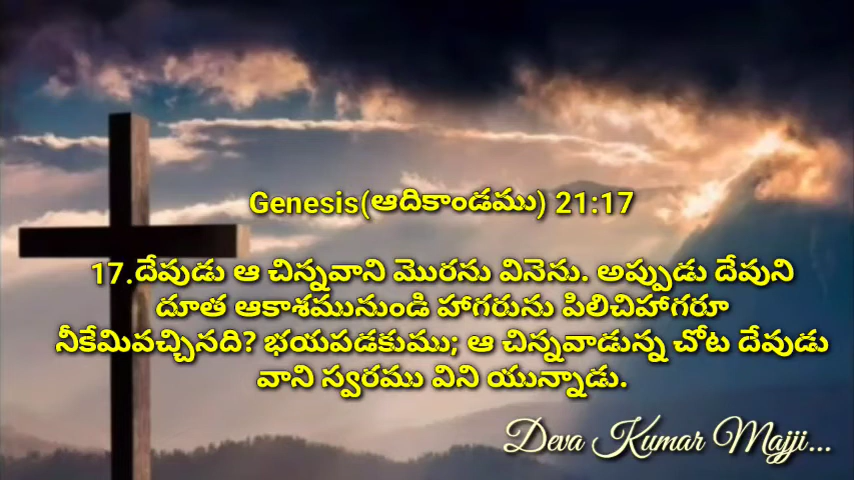 Genesis(ఆదికాండము) 21:17
17.దేవుడు ఆ చిన్నవాని మొరను వినెను. అప్పుడు దేవుని
దూత ఆకాశమునుండి హాగరును పిలిచిహాగరూ
నీకేమివచ్చినది? భయపడకుము; ఆ చిన్నవాడున్న చోట దేవుడు
వాని స్వరము విని యున్నాడు.
Deva Kumar Majji...